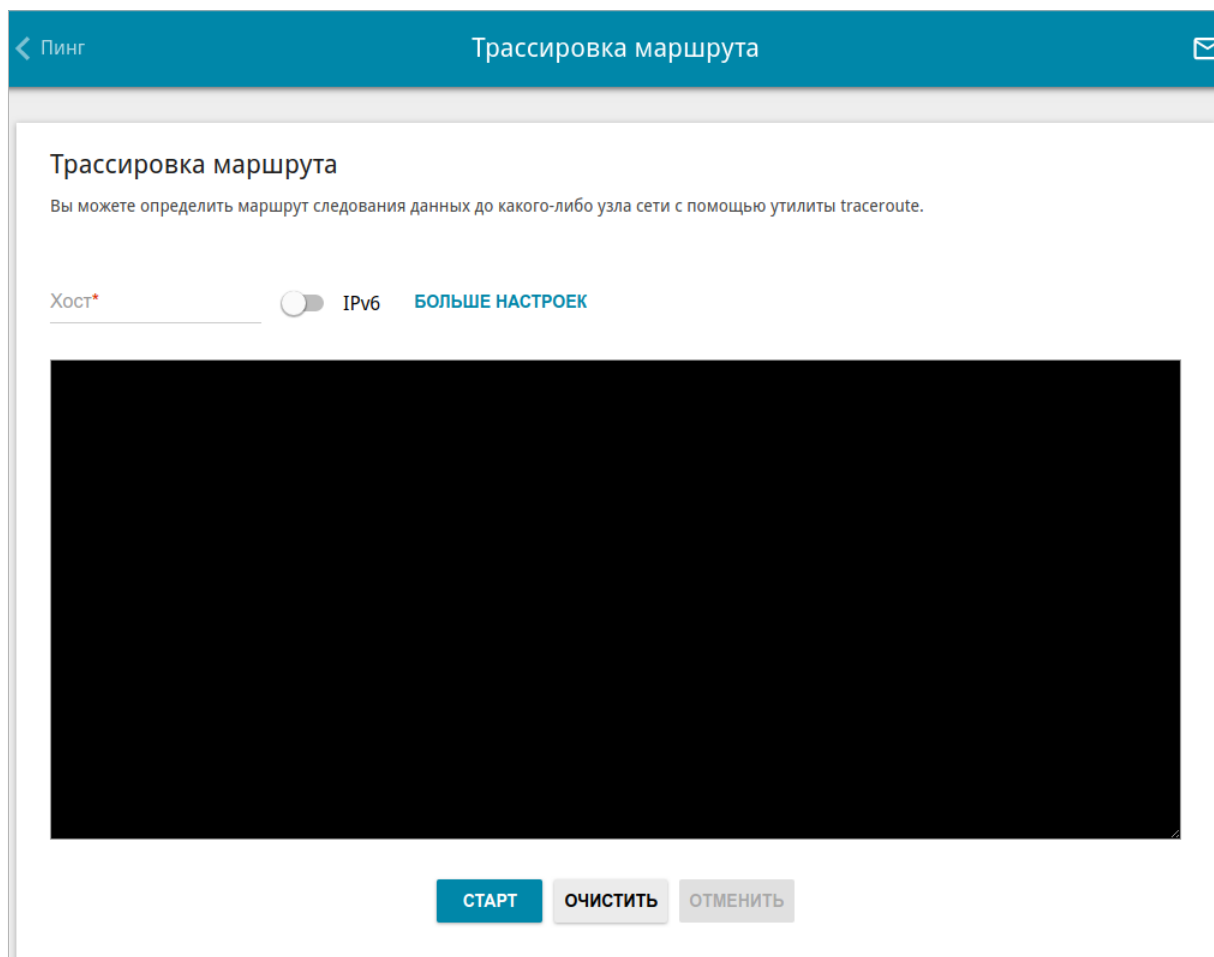 Пинг
Трассировка маршрута
Трассировка маршрута
Вы можете определить маршрут следования данных до какого-либо узла сети с помощью утилиты traceroute.
Хост* IPv6 БОЛЬШЕ НАСТРОЕК
СТАРТ ОЧИСТИТЬ ОТМЕНИТЬ